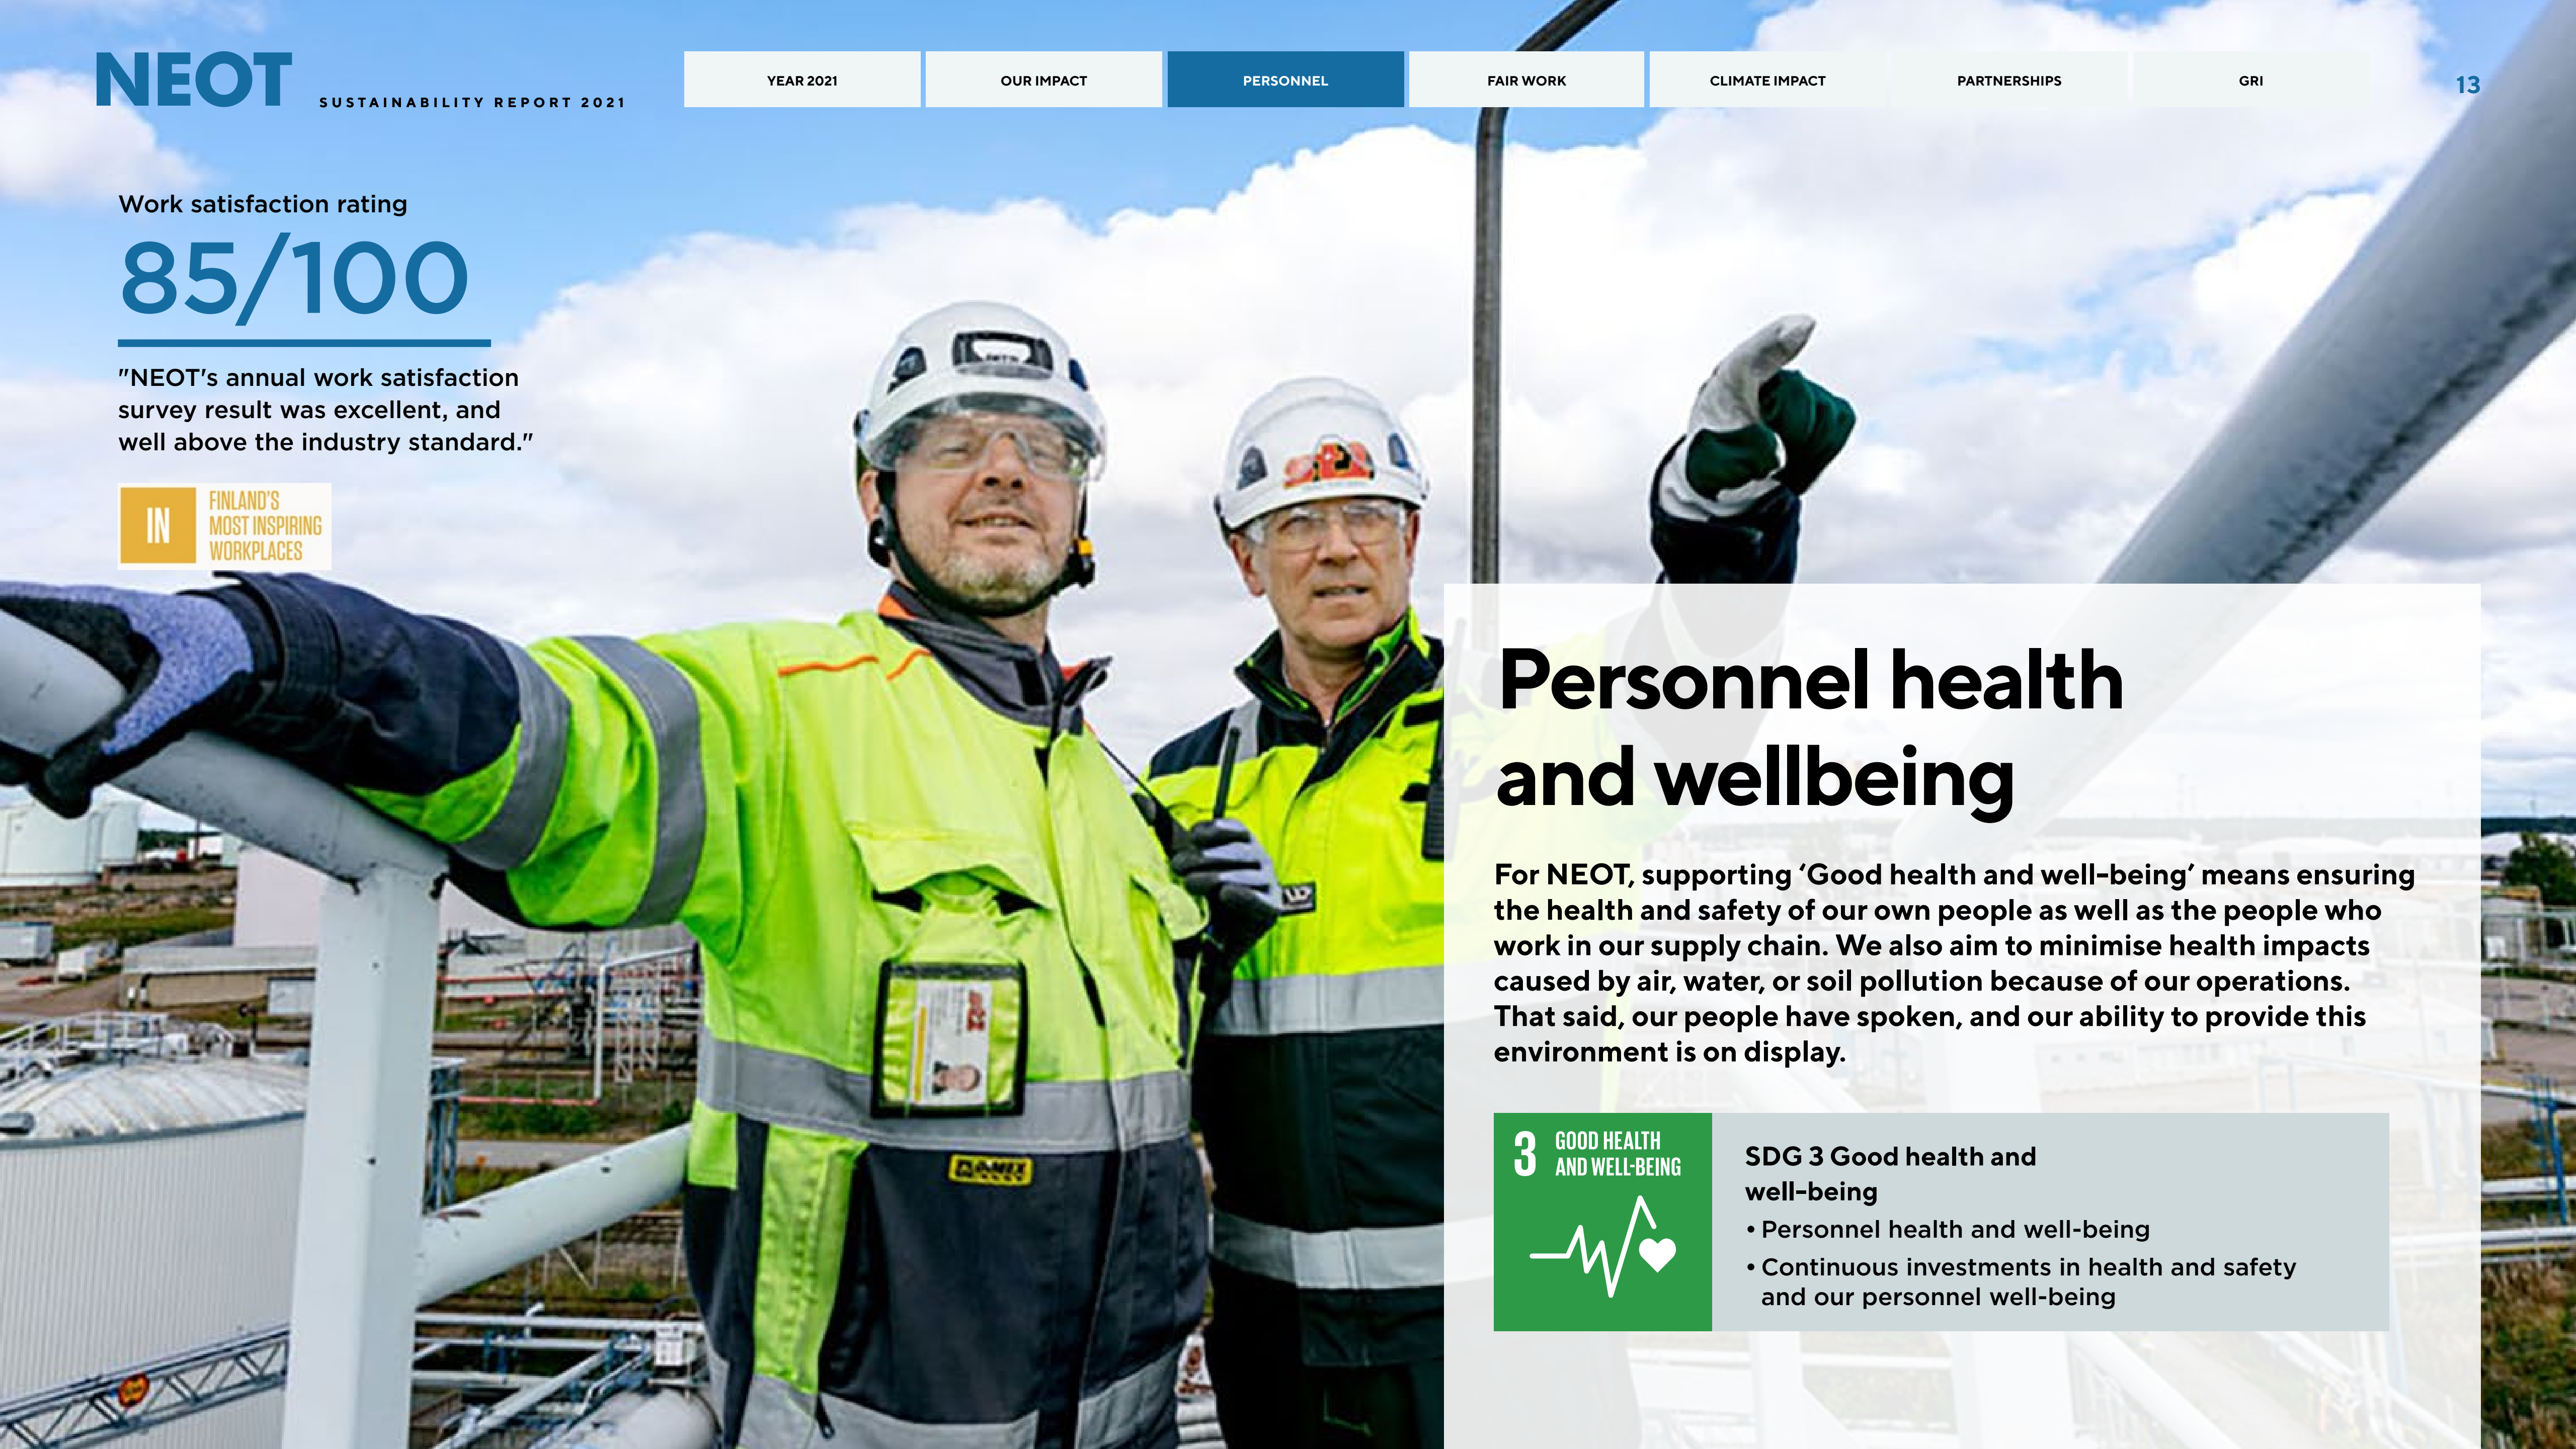 NEOT
SUSTAINABILITY REPORT 2021
YEAR 2021
OUR IMPACT
PERSONNEL
FAIR WORK
CLIMATE IMPACT
PARTNERSHIPS
GRI
13
Work satisfaction rating
85/100
"NEOT's annual work satisfaction
survey result was excellent, and
well above the industry standard."
IN
FINLAND'S
MOST INSPIRING
WORKPLACES
st1
Personnel health
and wellbeing
For NEOT, supporting ‘Good health and well-being’ means ensuring
the health and safety of our own people as well as the people who
work in our supply chain. We also aim to minimise health impacts
caused by air, water, or soil pollution because of our operations.
That said, our people have spoken, and our ability to provide this
environment is on display.
3 GOOD HEALTH
AND WELL-BEING
SDG 3 Good health and
well-being
• Personnel health and well-being
• Continuous investments in health and safety
and our personnel well-being